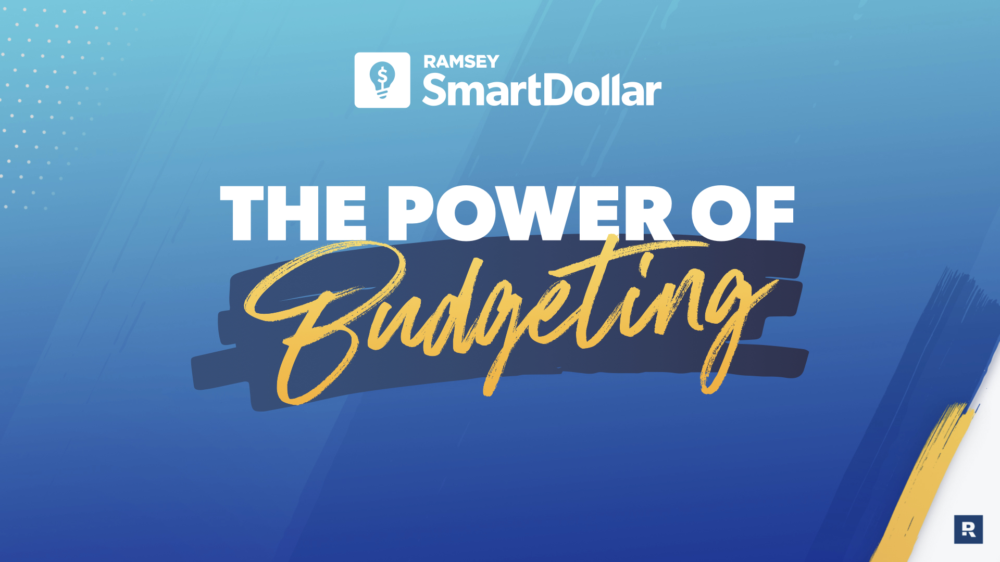 RAMSEY
SmartDollar
THE POWER OF
Budgeting
R